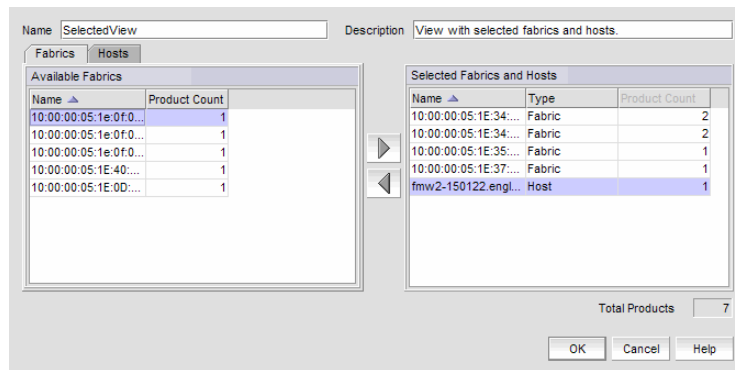 Name SelectedView Description View with selected fabrics and hosts.
Fabrics Hosts
Available Fabrics
Name Product Count
10:00:00:05:1e:0f:0... 1
10:00:00:05:1e:0f:0... 1
10:00:00:05:1e:0f:0... 1
10:00:00:05:1E:40:... 1
10:00:00:05:1E:0D:... 1
Selected Fabrics and Hosts
Name Type Product Count
10:00:00:05:1E:34:... Fabric 2
10:00:00:05:1E:34:... Fabric 2
10:00:00:05:1E:35:... Fabric 1
10:00:00:05:1E:37:... Fabric 1
fmw2-150122.engl... Host 1
Total Products 7
OK Cancel Help